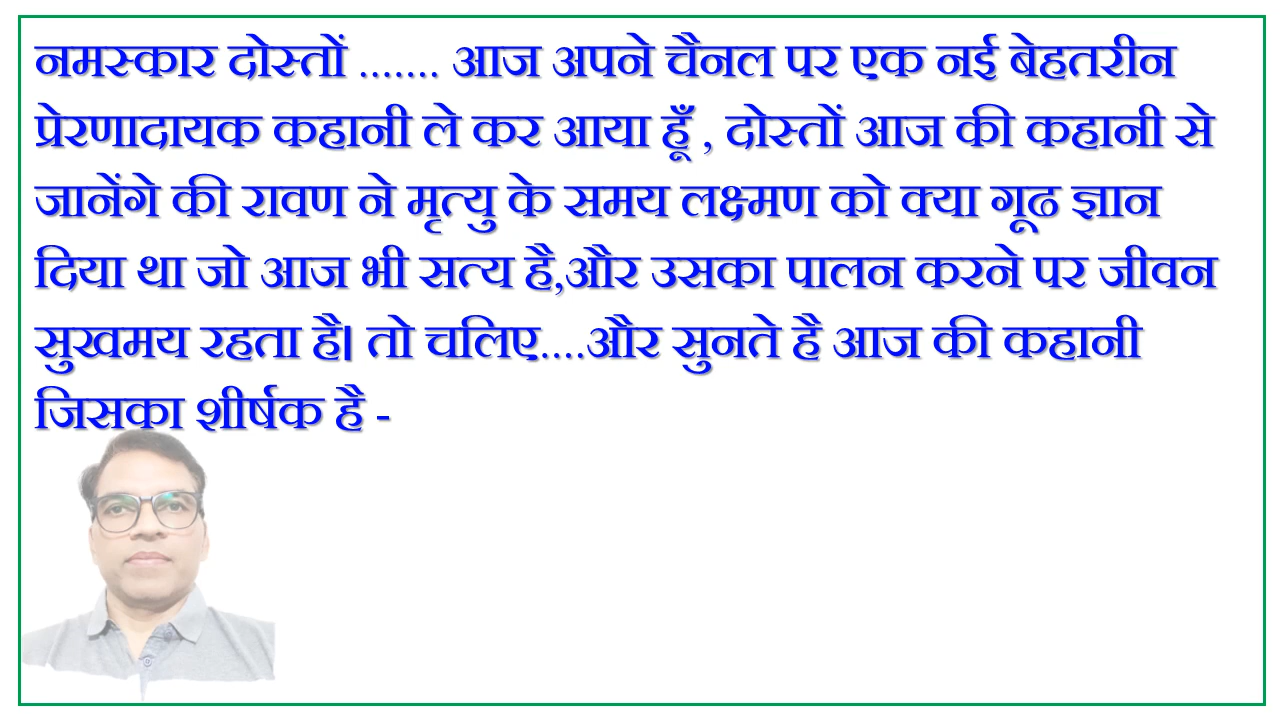 नमस्कार दोस्तों ....... आज अपने चैनल पर एक नई बेहतरीन
प्रेरणादायक कहानी ले कर आया हूँ , दोस्तों आज की कहानी से
जानेंगे की रावण ने मृत्यु के समय लक्ष्मण को क्या गूढ ज्ञान
दिया था जो आज भी सत्य है,और उसका पालन करने पर जीवन
सुखमय रहता है। तो चलिए....और सुनते है आज की कहानी
जिसका शीर्षक है -